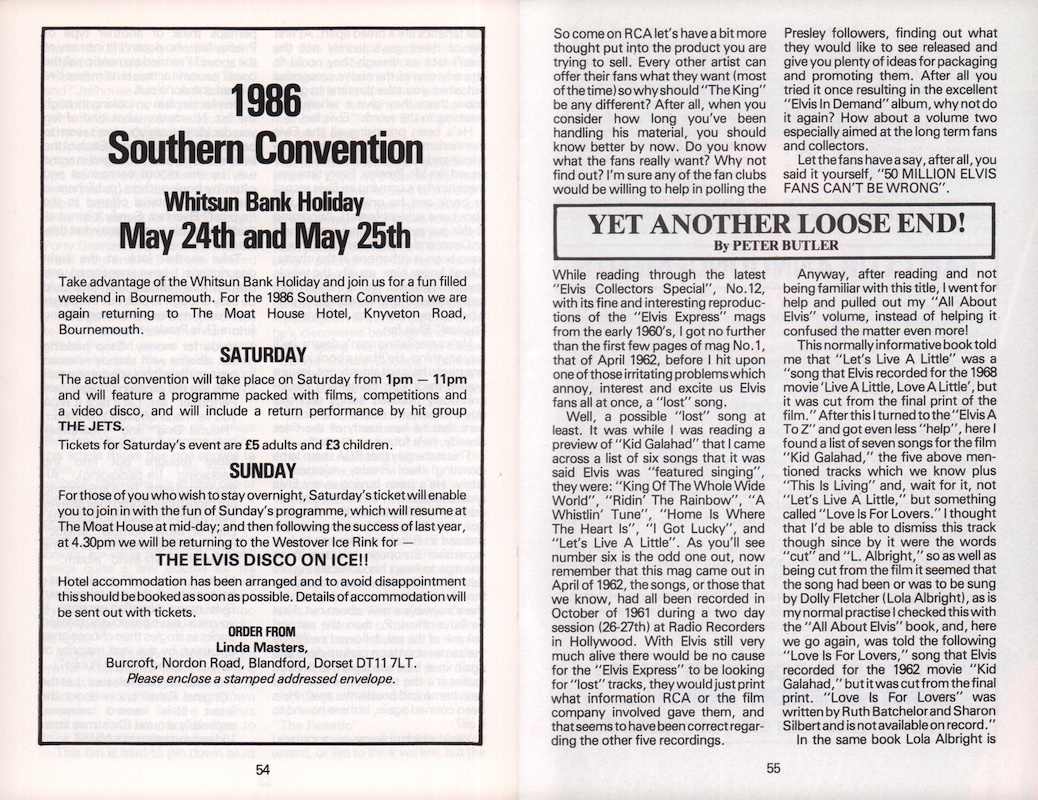 1986
Southern Convention
Whitsun Bank Holiday
May 24th and May 25th
Take advantage of the Whitsun Bank Holiday and join us for a fun filled
weekend in Bournemouth. For the 1986 Southern Convention we are
again returning to The Moat House Hotel, Knyveton Road,
Bournemouth.
SATURDAY
The actual convention will take place on Saturday from 1pm — 11pm
and will feature a programme packed with films, competitions and
a video disco, and will include a return performance by hit group
THE JETS.
Tickets for Saturday's event are £5 adults and £3 children.
SUNDAY
For those of you who wish to stay overnight, Saturday's ticket will enable
you to join in with the fun of Sunday's programme, which will resume at
The Moat House at mid-day; and then following the success of last year,
at 4.30pm we will be returning to the Westover Ice Rink for —
THE ELVIS DISCO ON ICE!!
Hotel accommodation has been arranged and to avoid disappointment
this should be booked as soon as possible. Details of accommodation will
be sent out with tickets.
ORDER FROM
Linda Masters,
Burcroft, Nordon Road, Blandford, Dorset DT11 7LT.
Please enclose a stamped addressed envelope.
54
So come on RCA let's have a bit more
thought put into the product you are
trying to sell. Every other artist can
offer their fans what they want (most
of the time) so why should "The King"
be any different? After all, when you
consider how long you've been
handling his material, you should
know better by now. Do you know
what the fans really want? Why not
find out? I'm sure any of the fan clubs
would be willing to help in polling the
Presley followers, finding out what
they would like to see released and
give you plenty of ideas for packaging
and promoting them. After all you
tried it once resulting in the excellent
"Elvis In Demand" album, why not do
it again? How about a volume two
especially aimed at the long term fans
and collectors.
Let the fans have a say, after all, you
said it yourself, "50 MILLION ELVIS
FANS CAN'T BE WRONG".
YET ANOTHER LOOSE END!
By PETER BUTLER
While reading through the latest
"Elvis Collectors Special", No.12,
with its fine and interesting reproduc-
tions of the "Elvis Express" mags
from the early 1960's, I got no further
than the first few pages of mag No.1,
that of April 1962, before I hit upon
one of those irritating problems which
annoy, interest and excite us Elvis
fans all at once, a "lost" song.
Well, a possible "lost" song at
least. It was while I was reading a
preview of "Kid Galahad" that I came
across a list of six songs that it was
said Elvis was "featured singing",
they were: "King Of The Whole Wide
World", "Ridin' The Rainbow", "A
Whistlin' Tune", "Home Is Where
The Heart Is", "I Got Lucky", and
"Let's Live A Little". As you'll see
number six is the odd one out, now
remember that this mag came out in
April of 1962, the songs, or those that
we know, had all been recorded in
October of 1961 during a two day
session (26-27th) at Radio Recorders
in Hollywood. With Elvis still very
much alive there would be no cause
for the "Elvis Express" to be looking
for "lost" tracks, they would just print
what information RCA or the film
company involved gave them, and
that seems to have been correct regar-
ding the other five recordings.
Anyway, after reading and not
being familiar with this title, I went for
help and pulled out my "All About
Elvis" volume, instead of helping it
confused the matter even more!
This normally informative book told
me that "Let's Live A Little" was a
"song that Elvis recorded for the 1968
movie 'Live A Little, Love A Little', but
it was cut from the final print of the
film." After this I turned to the "Elvis A
To Z" and got even less "help", here I
found a list of seven songs for the film
"Kid Galahad," the five above men-
tioned tracks which we know plus
"This Is Living" and, wait for it, not
"Let's Live A Little," but something
called "Love Is For Lovers." I thought
that I'd be able to dismiss this track
though since by it were the words
"cut" and "L. Albright," so as well as
being cut from the film it seemed that
the song had been or was to be sung
by Dolly Fletcher (Lola Albright), as is
my normal practise I checked this with
the "All About Elvis" book, and, here
we go again, was told the following
"Love Is For Lovers," song that Elvis
recorded for the 1962 movie "Kid
Galahad," but it was cut from the final
print. "Love Is For Lovers" was
written by Ruth Batchelor and Sharon
Silbert and is not available on record."
In the same book Lola Albright is
55